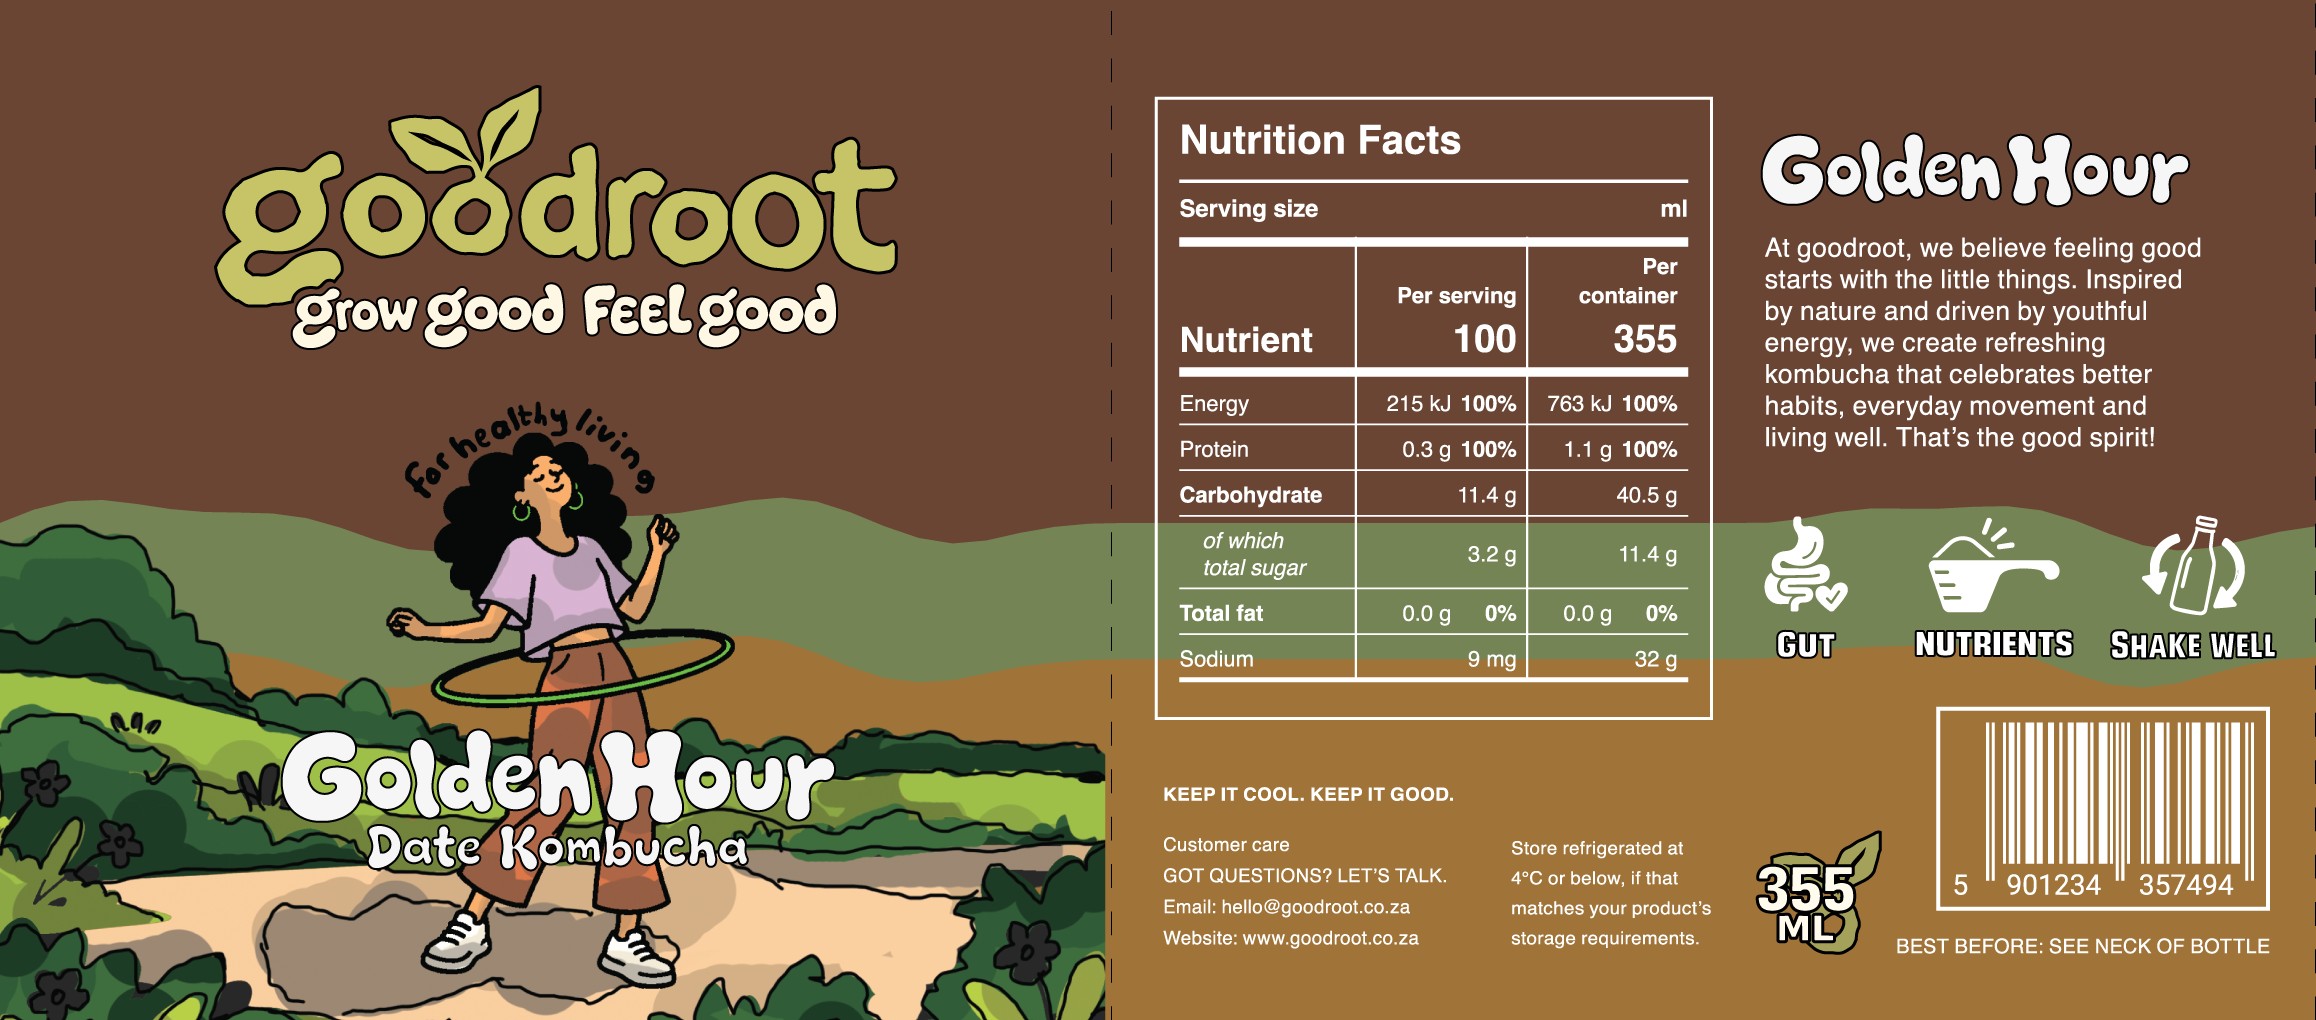 goodroot
grow good FEEL good
for healthy living
Golden Hour
Date Kombucha
Nutrition Facts
Serving size ml
Per serving Per container
Nutrient 100 355
Energy 215 kJ 100% 763 kJ 100%
Protein 0.3 g 100% 1.1 g 100%
Carbohydrate 11.4 g 40.5 g
of which
total sugar 3.2 g 11.4 g
Total fat 0.0 g 0% 0.0 g 0%
Sodium 9 mg 32 g
KEEP IT COOL. KEEP IT GOOD.
Customer care
GOT QUESTIONS? LET'S TALK.
Email: hello@goodroot.co.za
Website: www.goodroot.co.za
Store refrigerated at
4°C or below, if that
matches your product's
storage requirements.
Golden Hour
At goodroot, we believe feeling good
starts with the little things. Inspired
by nature and driven by youthful
energy, we create refreshing
kombucha that celebrates better
habits, everyday movement and
living well. That's the good spirit!
GUT
NUTRIENTS
SHAKE WELL
355
ML
5 901234 357494
BEST BEFORE: SEE NECK OF BOTTLE